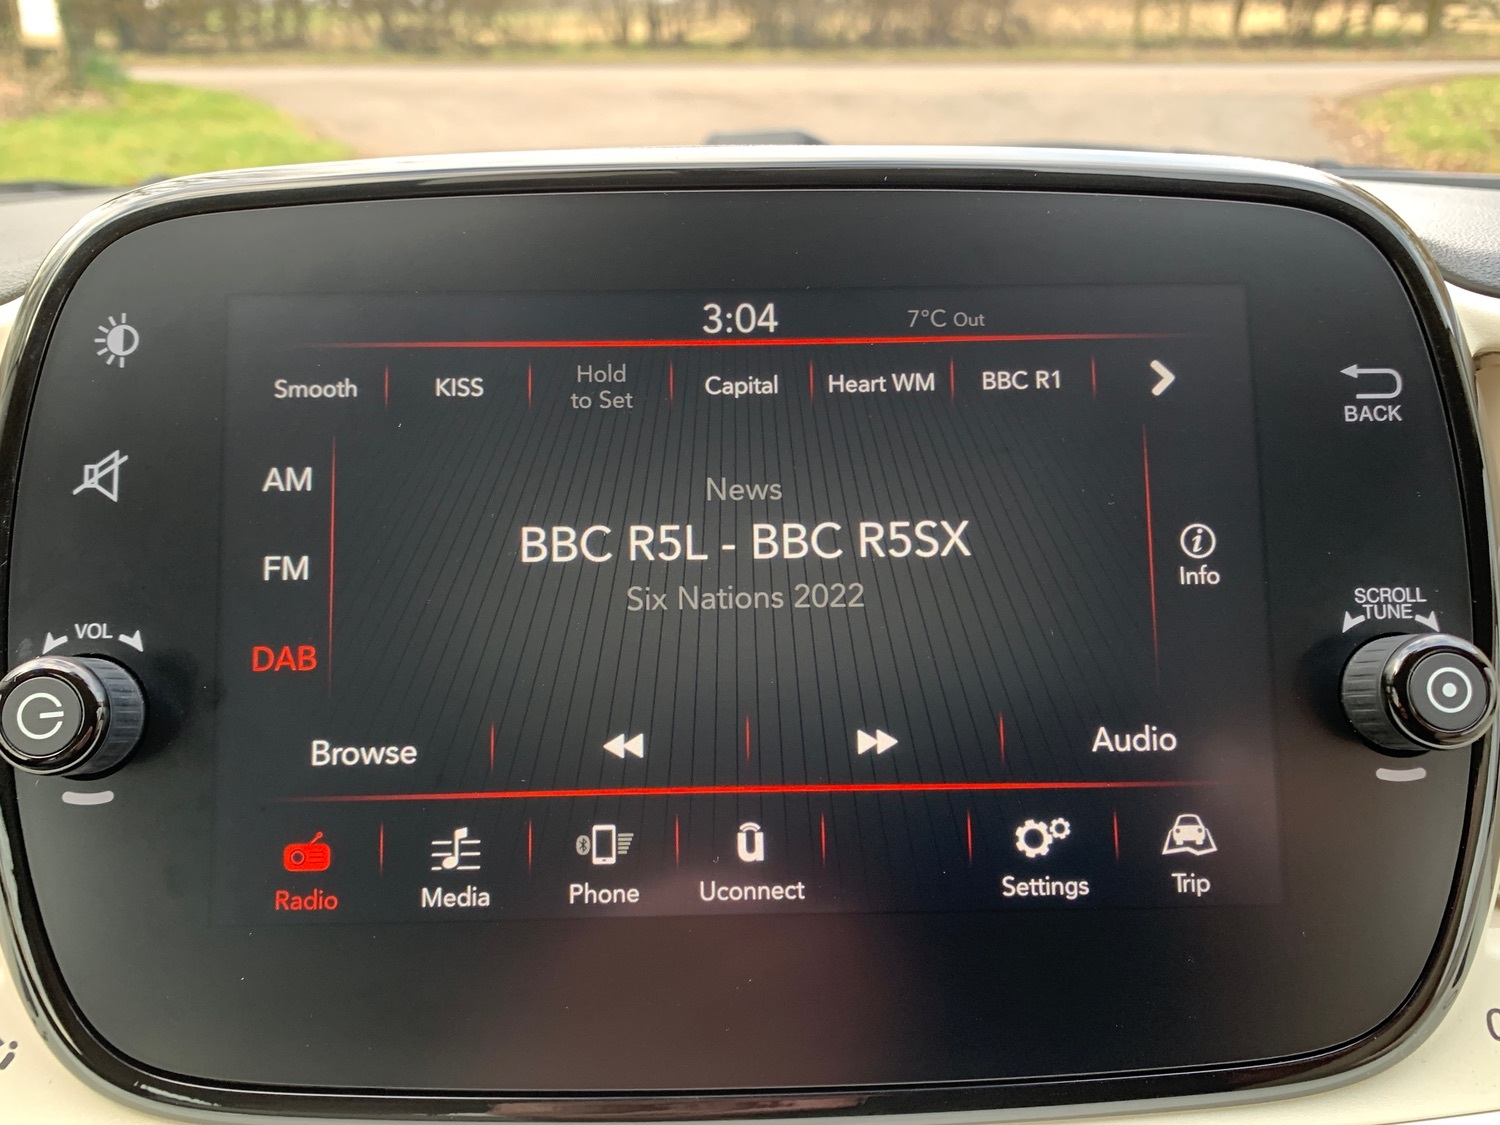 3:04
7°C Out
Smooth
KISS
Hold
to Set
Capital
Heart WM
BBC R1
BACK
AM
FM
DAB
News
BBC R5L - BBC R5SX
Six Nations 2022
i
Info
VOL
SCROLL
TUNE
Browse
Audio
Radio
Media
Phone
u
Uconnect
Settings
Trip